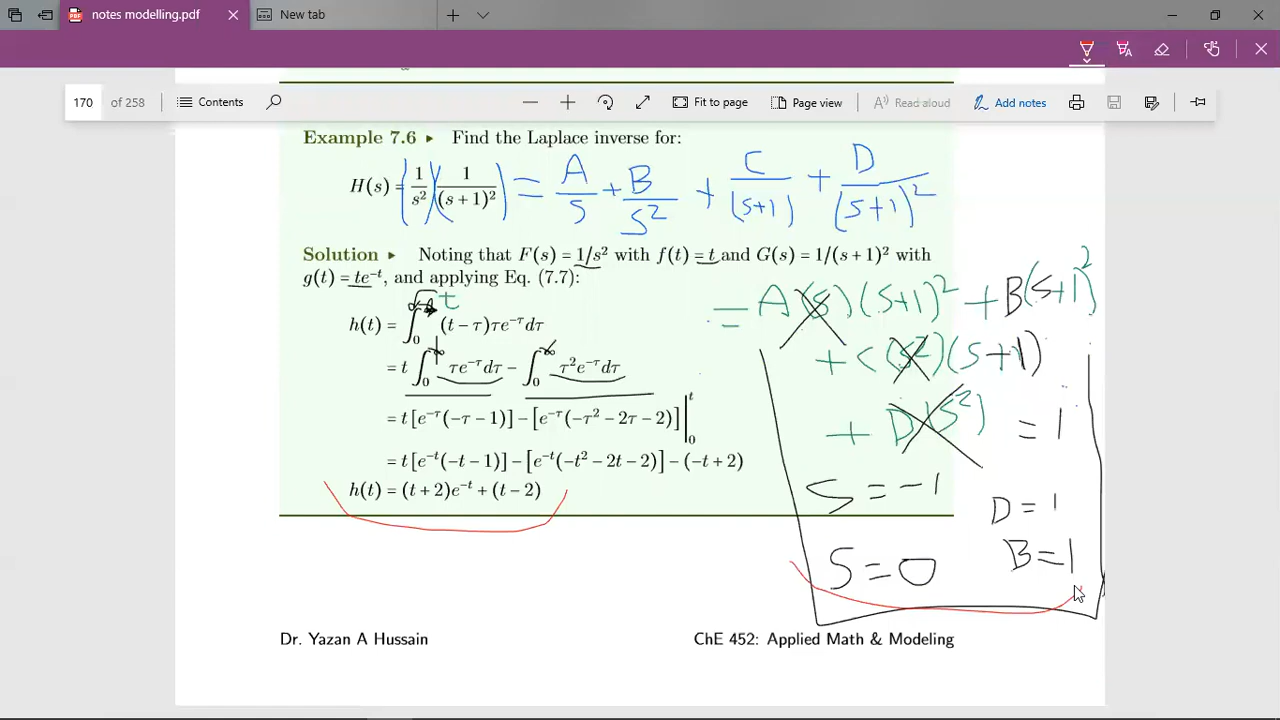 notes modelling.pdf
New tab
170 of 258
Contents
Fit to page
Page view
Read aloud
Add notes
Example 7.6 ▸ Find the Laplace inverse for:
H(s) = (1/s²)(1/(s+1)²) = A/S + B/S² + C/(S+1) + D/(S+1)²
Solution ▸ Noting that F(s) = 1/s² with f(t) = t and G(s) = 1/(s + 1)² with
g(t) = te⁻ᵗ, and applying Eq. (7.7):
h(t) = ∫₀ᵗ (t − τ)τe^{−τ}dτ
= t ∫₀ τe^{−τ}dτ − ∫₀ τ²e^{−τ}dτ
= t[e^{−τ}(−τ − 1)] − [e^{−τ}(−τ² − 2τ − 2)]|₀ᵗ
= t[e^{−t}(−t − 1)] − [e^{−t}(−t² − 2t − 2)] − (−t + 2)
h(t) = (t + 2)e^{−t} + (t − 2)
= A(S)(S+1)² + B(S+1)²
+ C(S²)(S+1)
+ D(S²) = 1
S = -1
D = 1
S = 0
B = 1
Dr. Yazan A Hussain
ChE 452: Applied Math & Modeling